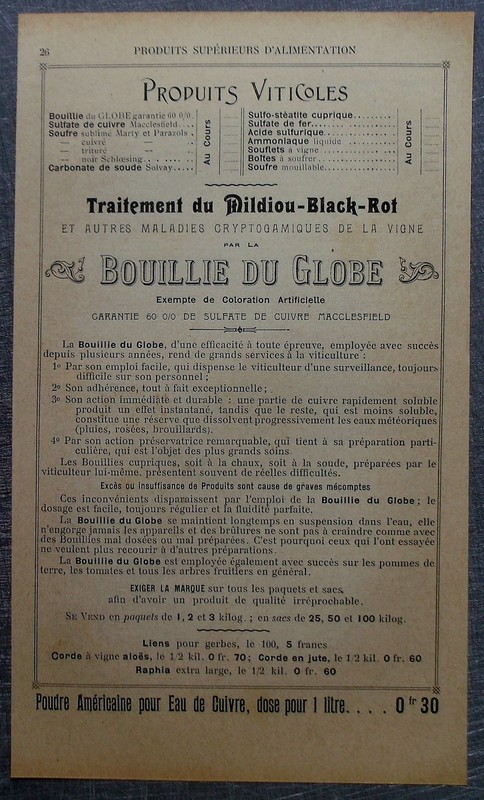 26
PRODUITS SUPÉRIEURS D'ALIMENTATION
PRODUITS VITICOLES
Bouillie du GLOBE garantie 60 0/0.
Sulfate de cuivre Macclesfield....
Soufre sublimé Marty et Parazols.
— cuivré — ..
— trituré — ..
— noir Schlœsing.......
Carbonate de soude Solvay.....
Au Cours
Sulfo-stéatite cuprique.........
Sulfate de fer..................
Acide sulfurique................
Ammoniaque liquide..............
Souflets à vigne................
Boîtes à soufrer................
Soufre mouillable...............
Au Cours
Traitement du Mildiou-Black-Rot
ET AUTRES MALADIES CRYPTOGAMIQUES DE LA VIGNE
PAR LA
BOUILLIE DU GLOBE
Exempte de Coloration Artificielle
GARANTIE 60 0/0 DE SULFATE DE CUIVRE MACCLESFIELD
La Bouillie du Globe, d'une efficacité à toute épreuve, employée avec succès
depuis plusieurs années, rend de grands services à la viticulture :
1º Par son emploi facile, qui dispense le viticulteur d'une surveillance, toujours
difficile sur son personnel ;
2º Son adhérence, tout à fait exceptionnelle ;
3º Son action immédiate et durable : une partie de cuivre rapidement soluble
produit un effet instantané, tandis que le reste, qui est moins soluble,
constitue une réserve que dissolvent progressivement les eaux météoriques
(pluies, rosées, brouillards).
4º Par son action préservatrice remarquable, qui tient à sa préparation parti-
culière, qui est l'objet des plus grands soins
Les Bouillies cupriques, soit à la chaux, soit à la soude, préparées par le
viticulteur lui-même, présentent souvent de réelles difficultés.
Excès ou insuffisance de Produits sont cause de graves mécomptes
Ces inconvénients disparaissent par l'emploi de la Bouillie du Globe ; le
dosage est facile, toujours régulier et la fluidité parfaite.
La Bouillie du Globe se maintient longtemps en suspension dans l'eau, elle
n'engorge jamais les appareils et des brûlures ne sont pas à craindre comme avec
des Bouillies mal dosées ou mal préparées. C'est pourquoi ceux qui l'ont essayée
ne veulent plus recourir à d'autres préparations.
La Bouillie du Globe est employée également avec succès sur les pommes de
terre, les tomates et tous les arbres fruitiers en général.
EXIGER LA MARQUE sur tous les paquets et sacs,
afin d'avoir un produit de qualité irréprochable.
SE VEND en paquets de 1, 2 et 3 kilog. ; en sacs de 25, 50 et 100 kilog.
Liens pour gerbes, le 100, 5 francs
Corde à vigne aloès, le 1/2 kil. 0 fr. 70 ; Corde en jute, le 1/2 kil. 0 fr. 60
Raphia extra large, le 1/2 kil. 0 fr. 60
Poudre Américaine pour Eau de Cuivre, dose pour 1 litre.... 0 fr 30